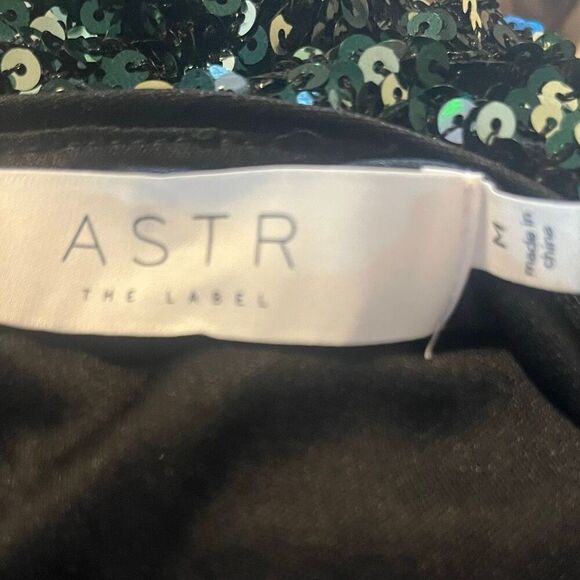 ASTR
THE LABEL
M
made in
china